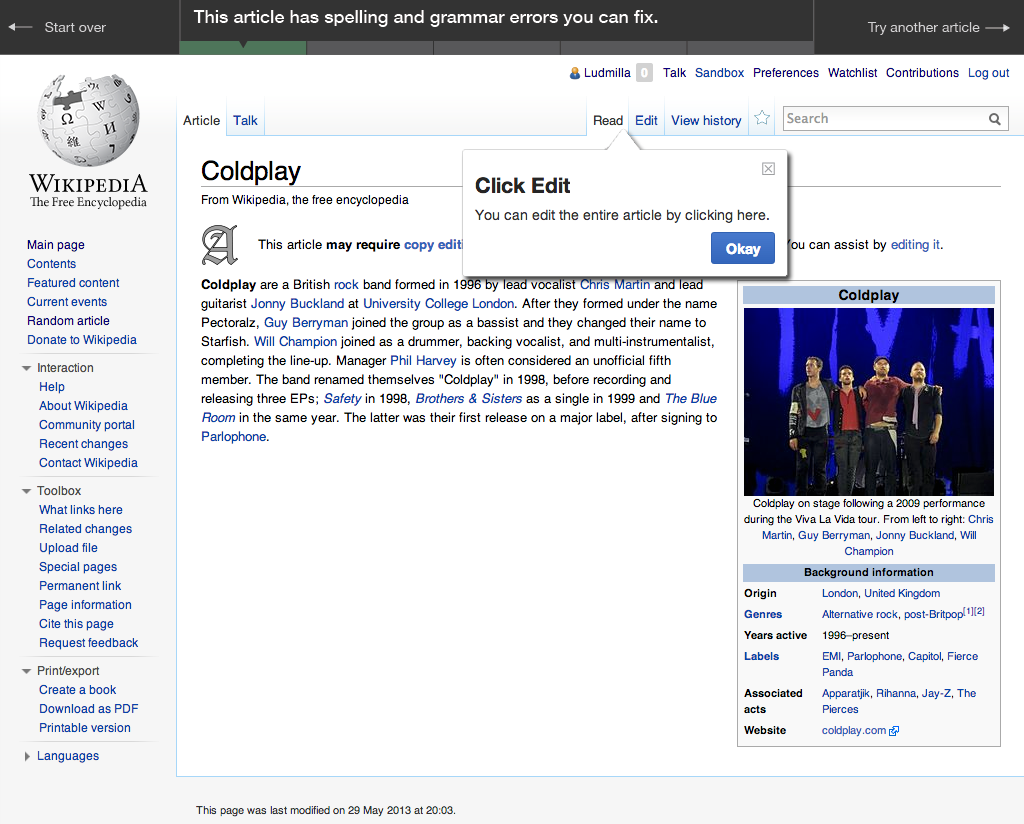 Start over
This article has spelling and grammar errors you can fix.
Try another article
Ludmilla 0 Talk Sandbox Preferences Watchlist Contributions Log out
Article Talk
Read Edit View history
Search
WIKIPEDIA
The Free Encyclopedia
Main page
Contents
Featured content
Current events
Random article
Donate to Wikipedia
Interaction
Help
About Wikipedia
Community portal
Recent changes
Contact Wikipedia
Toolbox
What links here
Related changes
Upload file
Special pages
Permanent link
Page information
Cite this page
Request feedback
Print/export
Create a book
Download as PDF
Printable version
Languages
Coldplay
From Wikipedia, the free encyclopedia
Click Edit
You can edit the entire article by clicking here.
Okay
A
This article may require copy editi
You can assist by editing it.
Coldplay are a British rock band formed in 1996 by lead vocalist Chris Martin and lead
guitarist Jonny Buckland at University College London. After they formed under the name
Pectoralz, Guy Berryman joined the group as a bassist and they changed their name to
Starfish. Will Champion joined as a drummer, backing vocalist, and multi-instrumentalist,
completing the line-up. Manager Phil Harvey is often considered an unofficial fifth
member. The band renamed themselves "Coldplay" in 1998, before recording and
releasing three EPs; Safety in 1998, Brothers & Sisters as a single in 1999 and The Blue
Room in the same year. The latter was their first release on a major label, after signing to
Parlophone.
Coldplay
Coldplay on stage following a 2009 performance
during the Viva La Vida tour. From left to right: Chris
Martin, Guy Berryman, Jonny Buckland, Will
Champion
Background information
Origin London, United Kingdom
Genres Alternative rock, post-Britpop[1][2]
Years active 1996–present
Labels EMI, Parlophone, Capitol, Fierce
Panda
Associated Apparatjik, Rihanna, Jay-Z, The
acts Pierces
Website coldplay.com
This page was last modified on 29 May 2013 at 20:03.